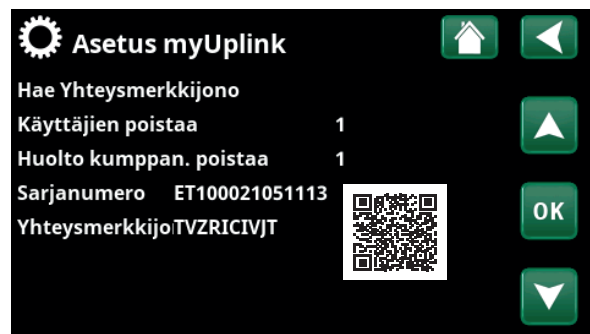 Asetus myUplink
Hae Yhteysmerkkijono
Käyttäjien poistaa 1
Huolto kumppan. poistaa 1
Sarjanumero ET100021051113
Yhteysmerkkijo TVZRICIVJT
OK